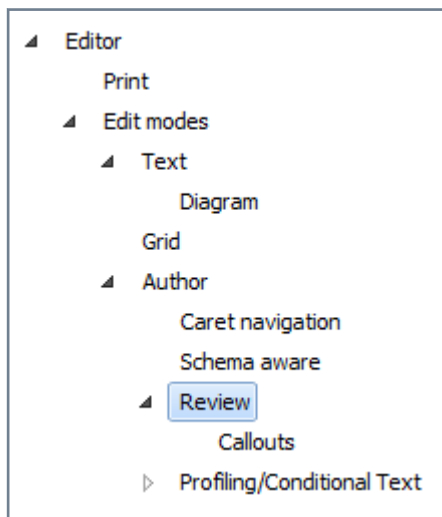 Editor
Print
Edit modes
Text
Diagram
Grid
Author
Caret navigation
Schema aware
Review
Callouts
Profiling/Conditional Text